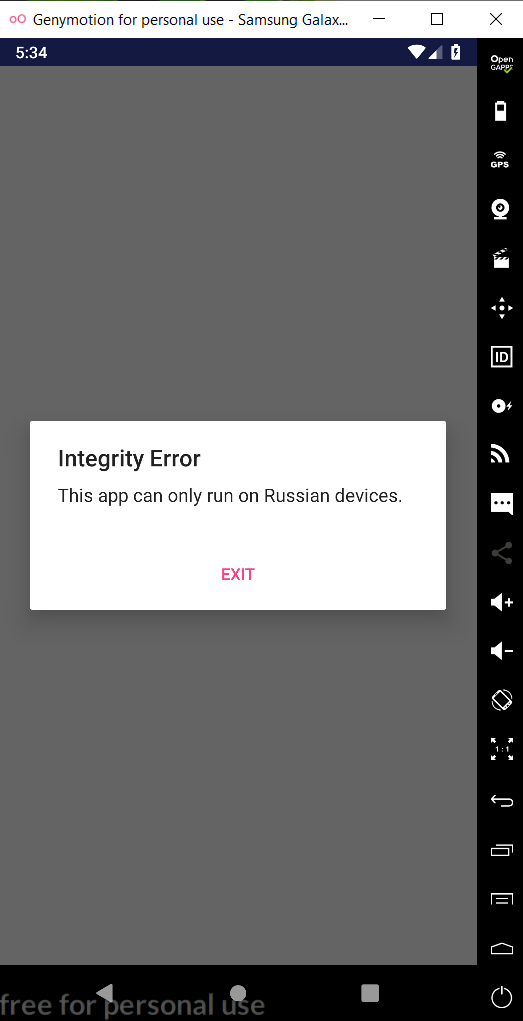 Genymotion for personal use - Samsung Galax...
5:34
Open
GAPPS
GPS
ID
Integrity Error
This app can only run on Russian devices.
EXIT
1:1
free for personal use